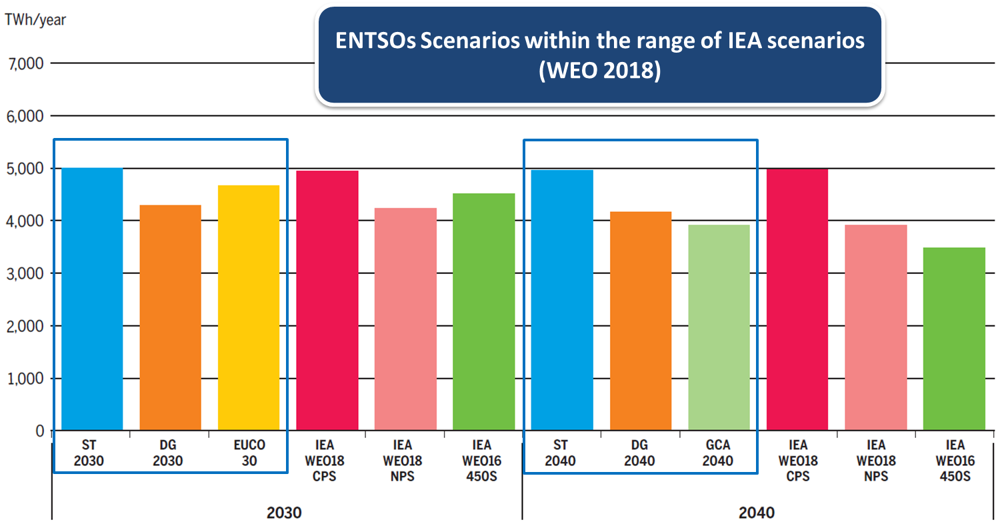 TWh/year
ENTSOs Scenarios within the range of IEA scenarios
(WEO 2018)
7,000
6,000
5,000
4,000
3,000
2,000
1,000
0
ST
2030
DG
2030
EUCO
30
IEA
WEO18
CPS
IEA
WEO18
NPS
IEA
WEO16
450S
ST
2040
DG
2040
GCA
2040
IEA
WEO18
CPS
IEA
WEO18
NPS
IEA
WEO16
450S
2030
2040